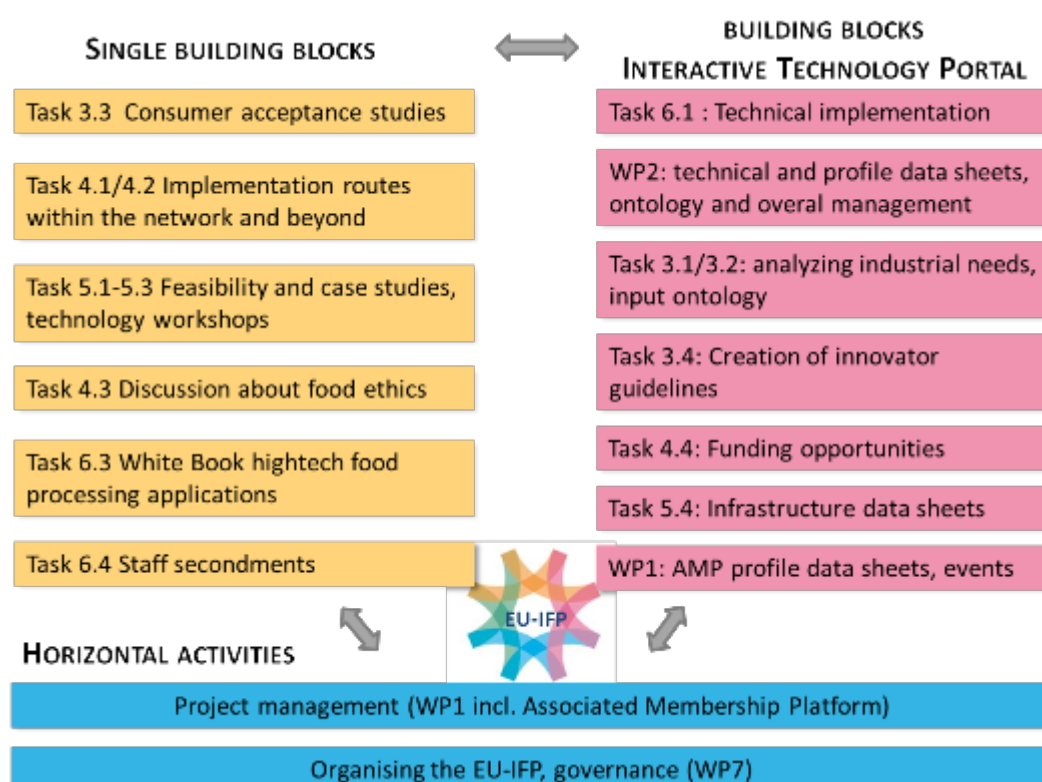 SINGLE BUILDING BLOCKS
Task 3.3 Consumer acceptance studies
Task 4.1/4.2 Implementation routes
within the network and beyond
Task 5.1-5.3 Feasibility and case studies,
technology workshops
Task 4.3 Discussion about food ethics
Task 6.3 White Book hightech food
processing applications
Task 6.4 Staff secondments
BUILDING BLOCKS
INTERACTIVE TECHNOLOGY PORTAL
Task 6.1 : Technical implementation
WP2: technical and profile data sheets,
ontology and overal management
Task 3.1/3.2: analyzing industrial needs,
input ontology
Task 3.4: Creation of innovator
guidelines
Task 4.4: Funding opportunities
Task 5.4: Infrastructure data sheets
WP1: AMP profile data sheets, events
EU-IFP
HORIZONTAL ACTIVITIES
Project management (WP1 incl. Associated Membership Platform)
Organising the EU-IFP, governance (WP7)